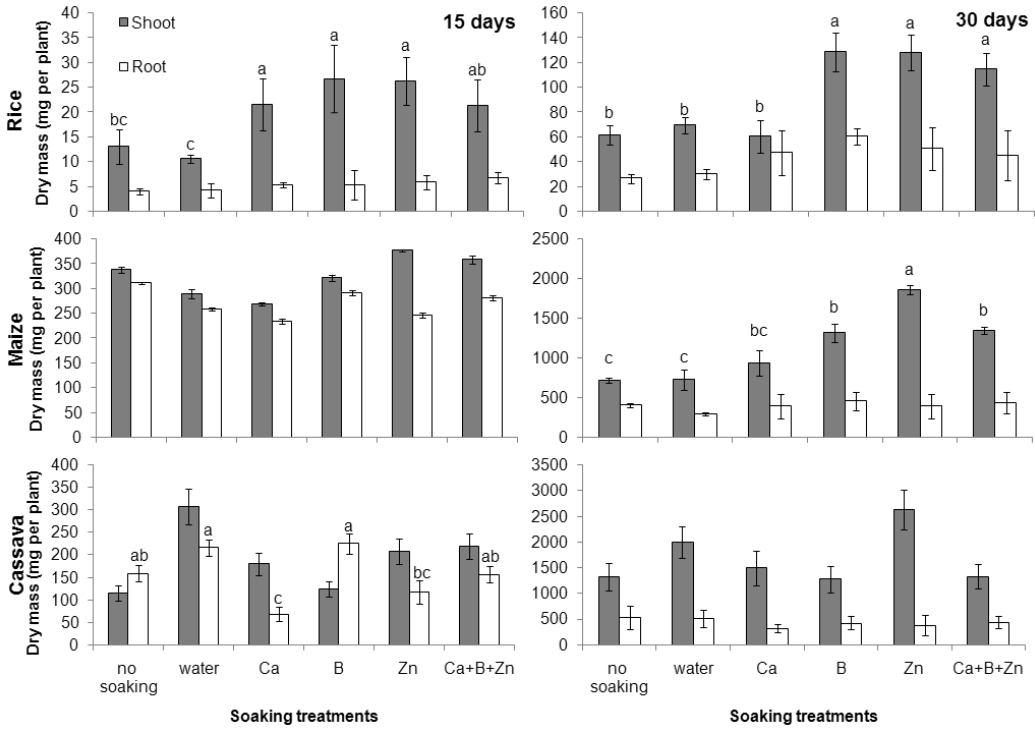 Shoot
Root
15 days
Rice
Dry mass (mg per plant)
40
35
30
25
20
15
10
5
0
bc
c
a
a
a
ab
30 days
160
140
120
100
80
60
40
20
0
b
b
b
a
a
a
Maize
Dry mass (mg per plant)
400
350
300
250
200
150
100
50
0
2500
2000
1500
1000
500
0
c
c
bc
b
a
b
Cassava
Dry mass (mg per plant)
400
350
300
250
200
150
100
50
0
ab
a
c
a
bc
ab
3500
3000
2500
2000
1500
1000
500
0
no soaking
water
Ca
B
Zn
Ca+B+Zn
Soaking treatments
no soaking
water
Ca
B
Zn
Ca+B+Zn
Soaking treatments